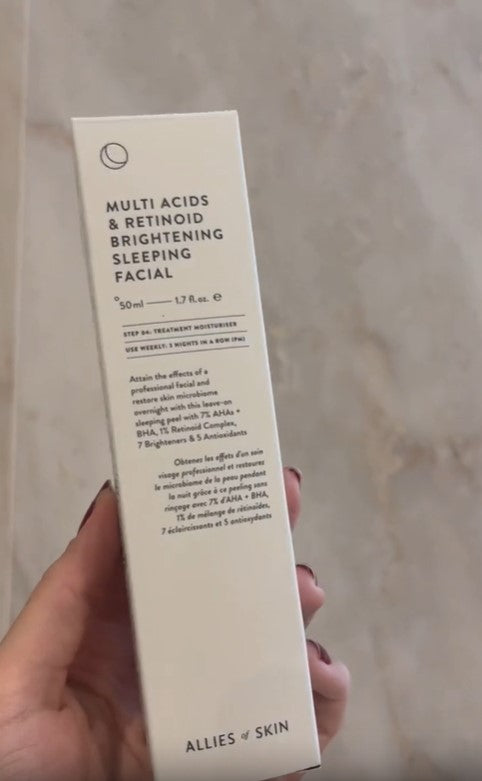 MULTI ACIDS
& RETINOID
BRIGHTENING
SLEEPING
FACIAL
°50ml — 1.7 fl.oz. ℮
STEP 04: TREATMENT MOISTURISER
USE WEEKLY: 3 NIGHTS IN A ROW (PM)
Attain the effects of a
professional facial and
restore skin microbiome
overnight with this leave-on
sleeping peel with 7% AHAs +
BHA, 1% Retinoid Complex,
7 Brighteners & 5 Antioxidants
Obtenez les effets d'un soin
visage professionnel et restaurez
le microbiome de la peau pendant
la nuit grâce à ce peeling sans
rinçage avec 7% d'AHA + BHA,
1% de mélange de rétinoïdes,
7 éclaircissants et 5 antioxydants
ALLIES of SKIN